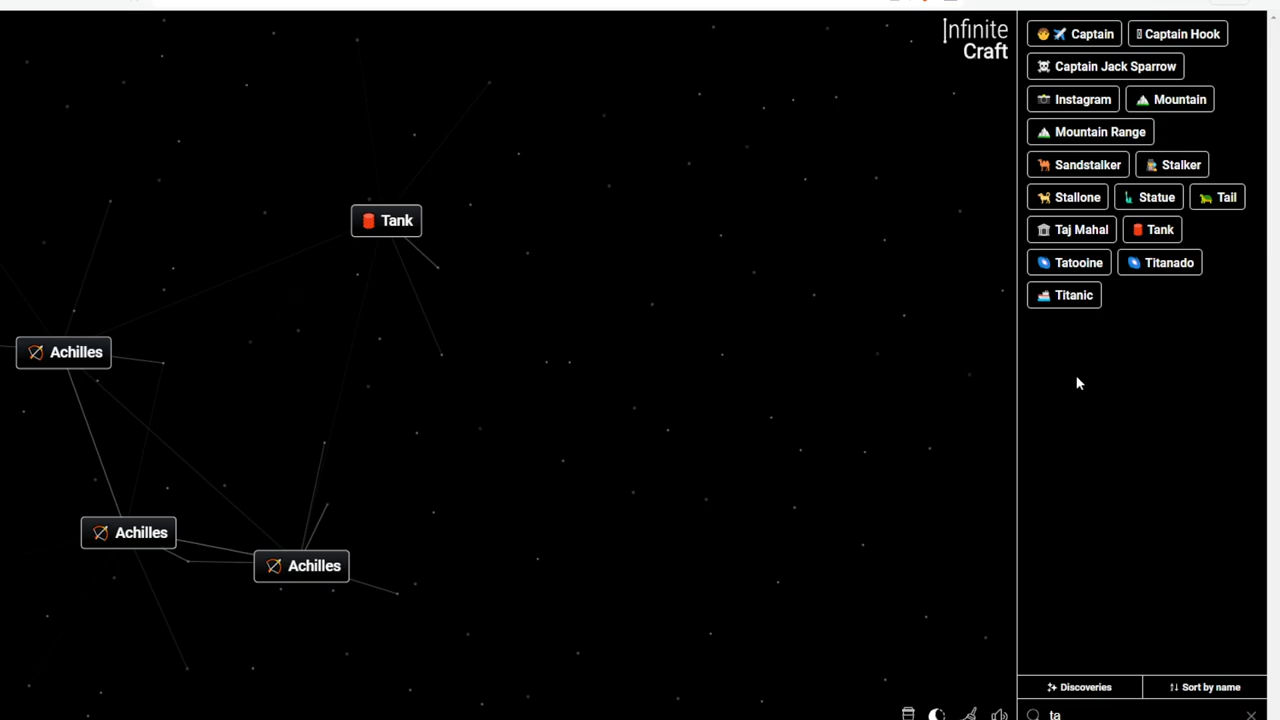 Infinite
Craft
Captain
Captain Hook
Captain Jack Sparrow
Instagram
Mountain
Mountain Range
Sandstalker
Stalker
Stallone
Statue
Tail
Taj Mahal
Tank
Tatooine
Titanado
Titanic
Tank
Achilles
Achilles
Achilles
Discoveries
Sort by name
ta